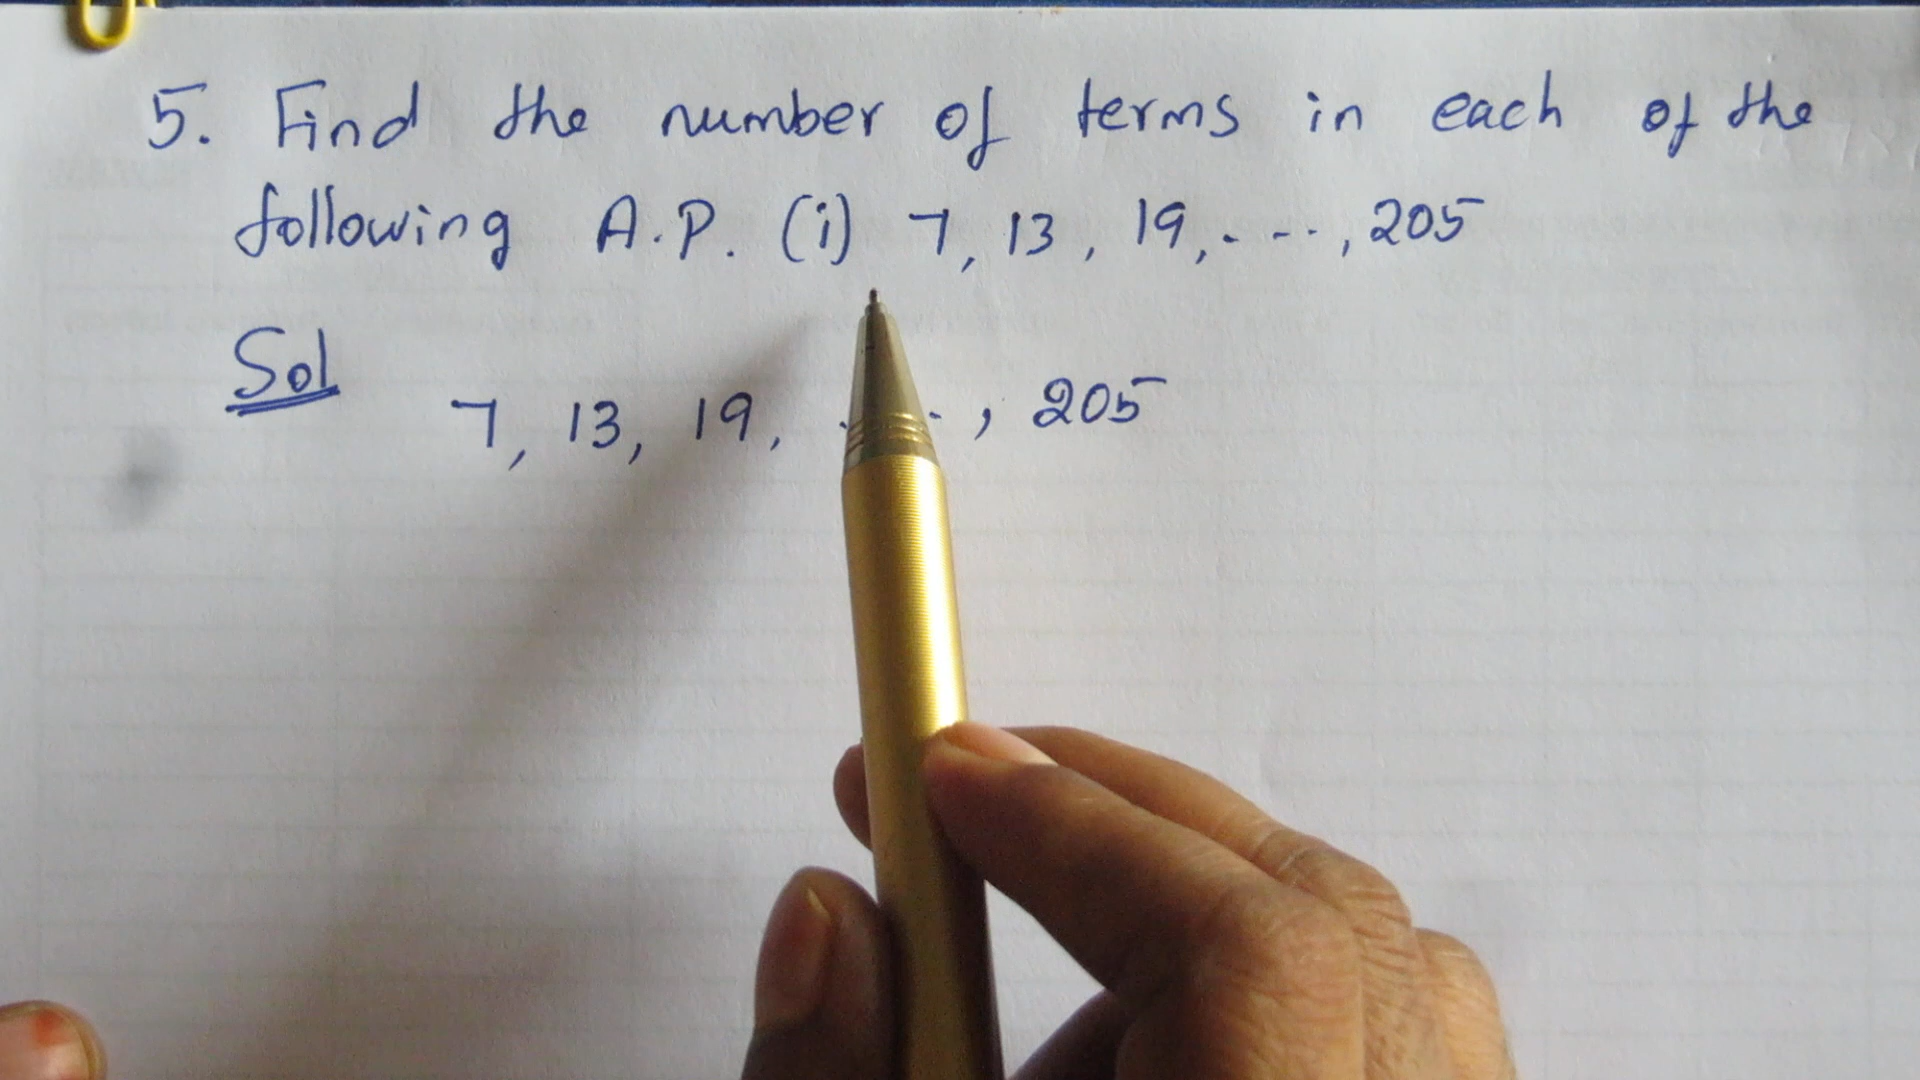 5. Find the number of terms in each of the
following A.P. (i) 7, 13, 19, ...., 205
Sol
7, 13, 19, ...., 205